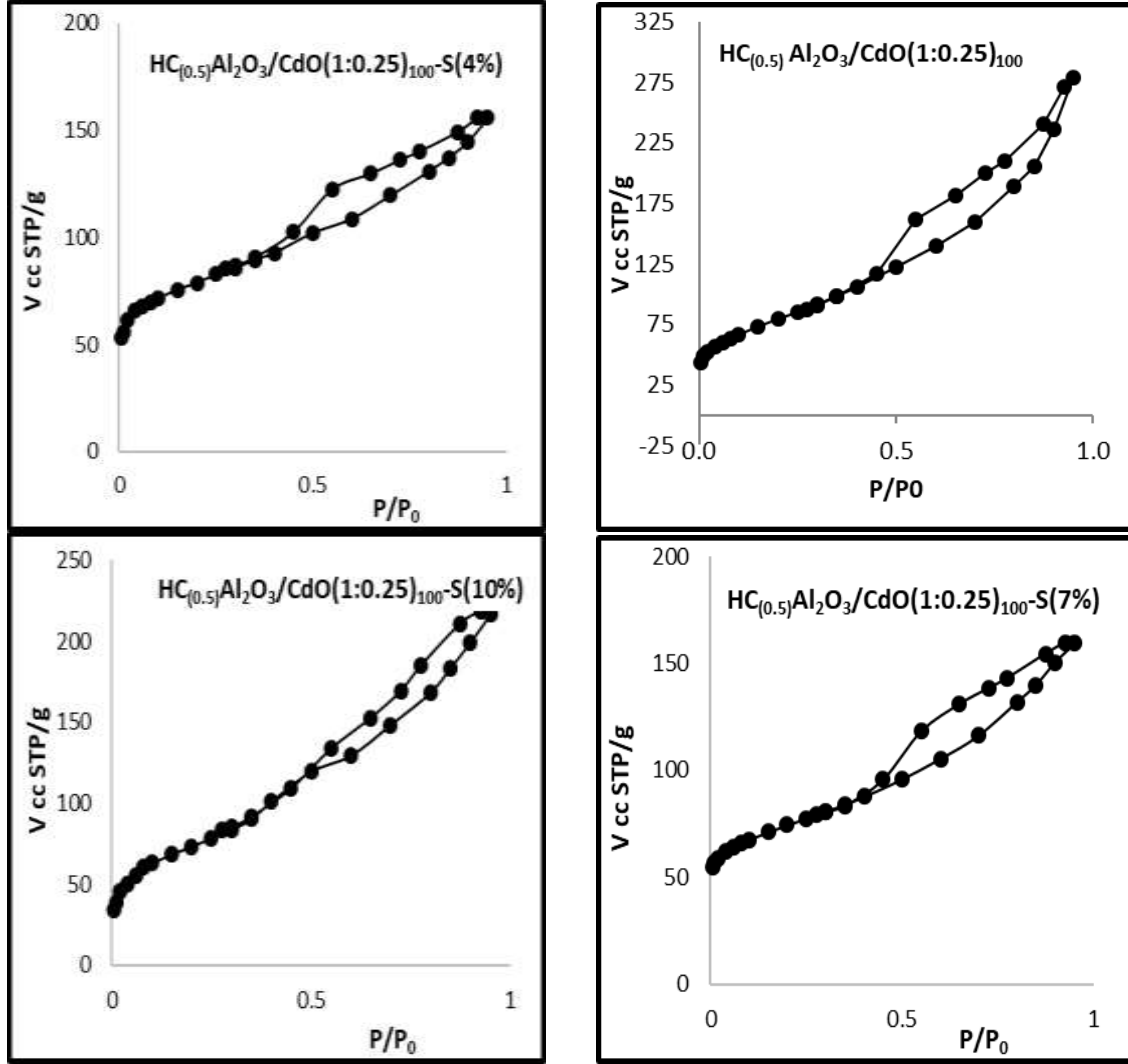 200
HC(0.5)Al2O3/CdO(1:0.25)100-S(4%)
150
100
50
0
V cc STP/g
0 0.5 1
P/P0
325
HC(0.5) Al2O3/CdO(1:0.25)100
275
225
175
125
75
25
-25
V cc STP/g
0.0 0.5 1.0
P/P0
250
HC(0.5)Al2O3/CdO(1:0.25)100-S(10%)
200
150
100
50
0
V cc STP/g
0 0.5 1
P/P0
200
HC(0.5)Al2O3/CdO(1:0.25)100-S(7%)
150
100
50
0
V cc STP/g
0 0.5 1
P/P0